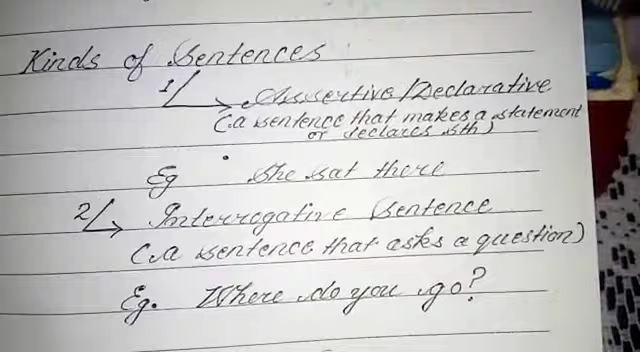 Kinds of Sentences
1/ Assertive/Declarative
(a sentence that makes a statement
or declares sth)
Eg She sat there
2/ Interrogative Sentence
(a sentence that asks a question)
Eg. Where do you go?